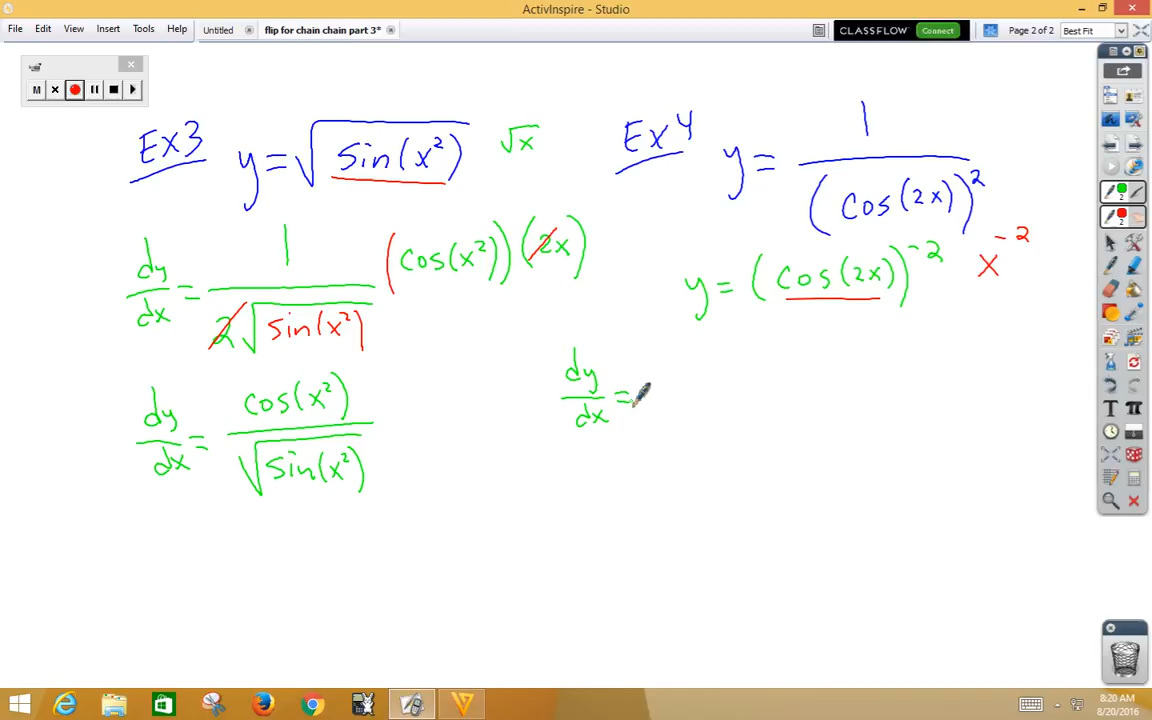 ActivInspire - Studio
File Edit View Insert Tools Help Untitled flip for chain chain part 3* CLASSFLOW Connect Page 2 of 2 Best Fit
M
Ex3 y=√sin(x²) √x
dy/dx = 1/(2√sin(x²)) (cos(x²))(2x)
dy/dx = cos(x²)/√sin(x²)
Ex4 y= 1/(cos(2x))²
y=(cos(2x))⁻² x⁻²
dy/dx =
2
2
T π
8:20 AM
8/20/2016